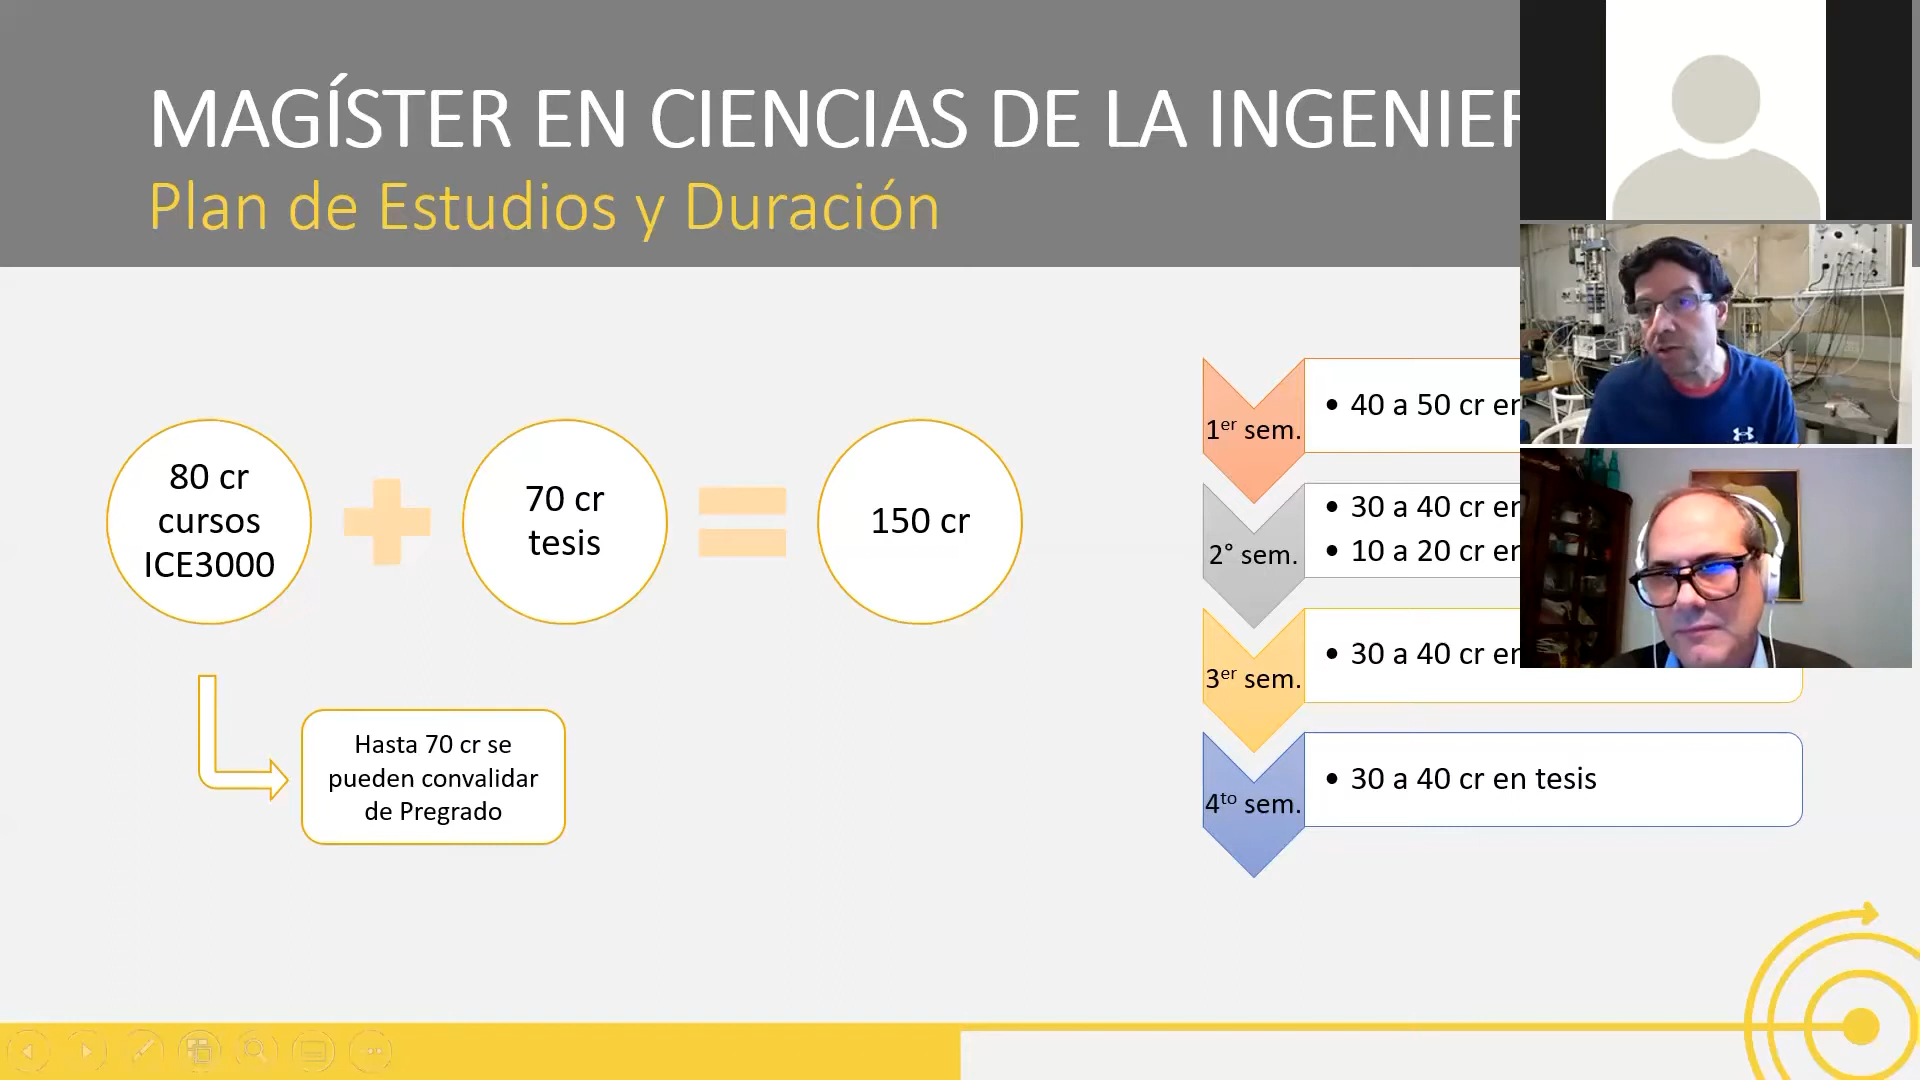 MAGÍSTER EN CIENCIAS DE LA INGENIER
Plan de Estudios y Duración
80 cr
cursos
ICE3000
70 cr
tesis
150 cr
Hasta 70 cr se
pueden convalidar
de Pregrado
1er sem.
• 40 a 50 cr en
2° sem.
• 30 a 40 cr en
• 10 a 20 cr en
3er sem.
• 30 a 40 cr en
4to sem.
• 30 a 40 cr en tesis